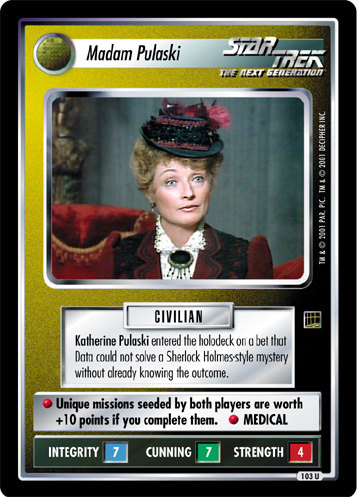 Madam Pulaski
STAR TREK
THE NEXT GENERATION
TM & © 2001 PAR. PIC. TM & © 2001 DECIPHER INC.
CIVILIAN
Katherine Pulaski entered the holodeck on a bet that
Data could not solve a Sherlock Holmes-style mystery
without already knowing the outcome.
Unique missions seeded by both players are worth
+10 points if you complete them. • MEDICAL
INTEGRITY 7 CUNNING 7 STRENGTH 4
103 U